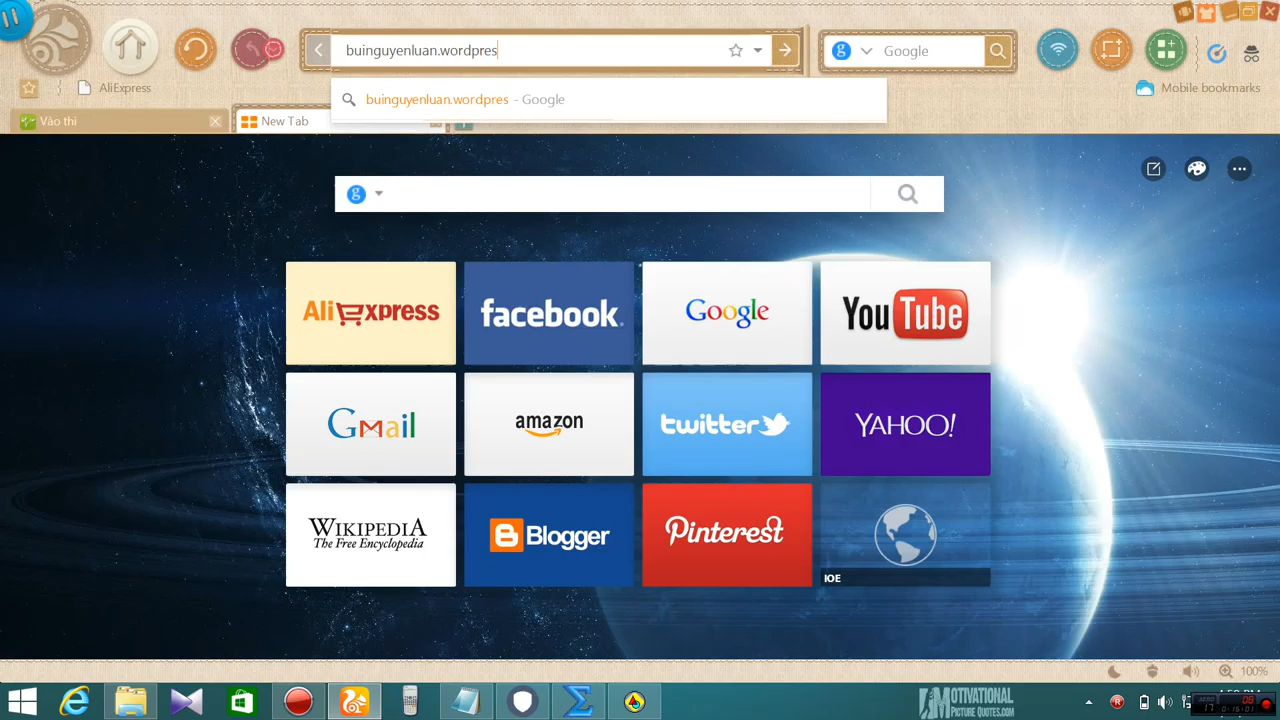 buinguyenluan.wordpres
Google
AliExpress
Mobile bookmarks
buinguyenluan.wordpres - Google
Vào thi
New Tab
AliExpress
facebook
Google
YouTube
Gmail
amazon
twitter
YAHOO!
WIKIPEDIA
The Free Encyclopedia
Blogger
Pinterest
IOE
100%
MOTIVATIONAL
PICTURE QUOTES.COM